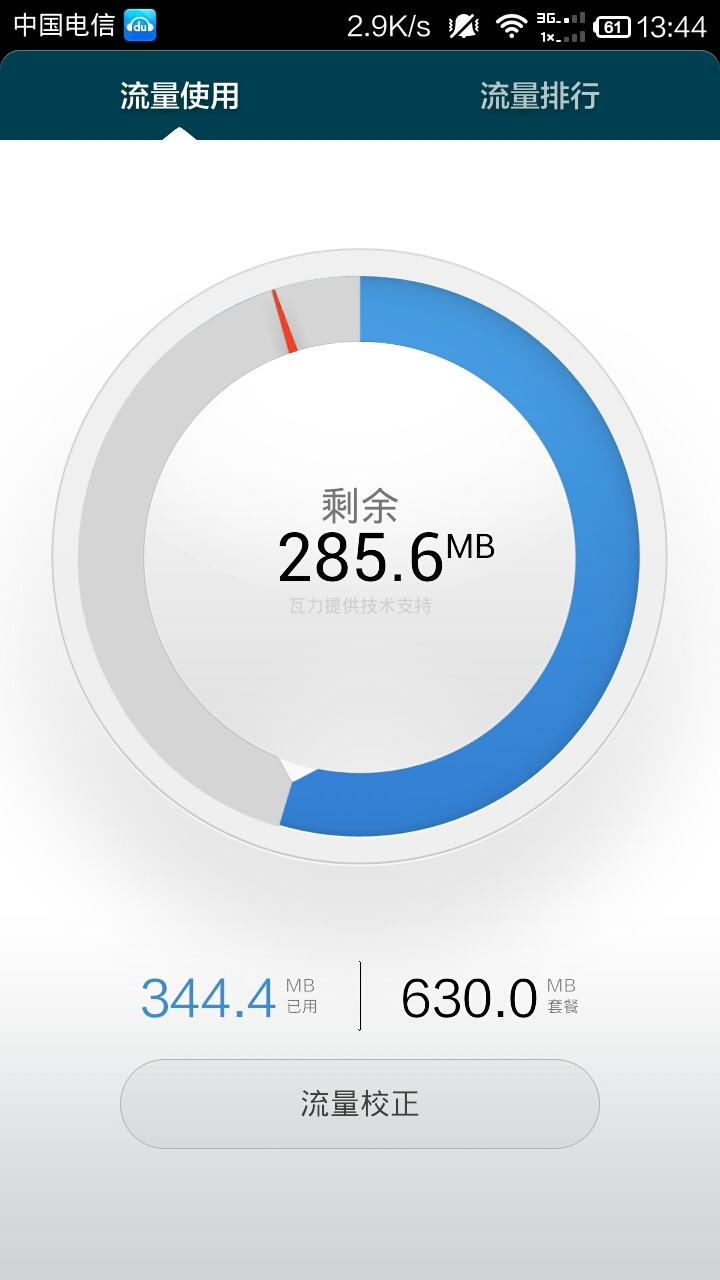 中国电信 du 2.9K/s 3G 1x 61 13:44
流量使用 流量排行
剩余
285.6MB
瓦力提供技术支持
344.4 MB 已用 630.0 MB 套餐
流量校正